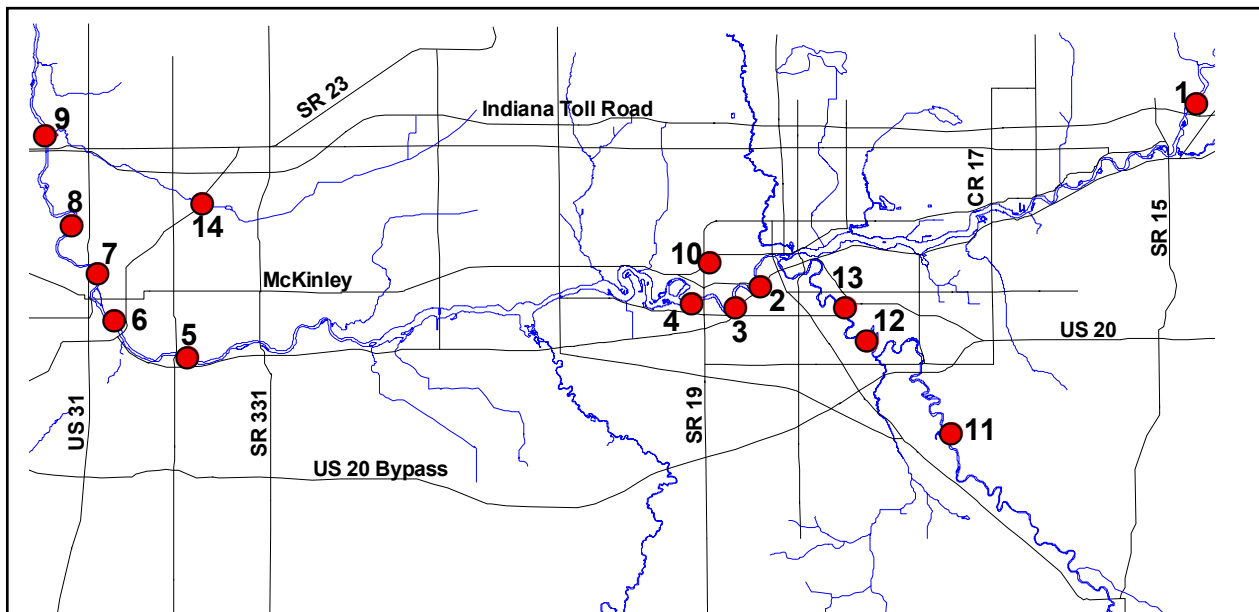 1
SR 23
Indiana Toll Road
9
CR 17
8
14
SR 15
10
7
McKinley
2
13
6
4
3
12
US 20
5
US 31
SR 331
SR 19
11
US 20 Bypass